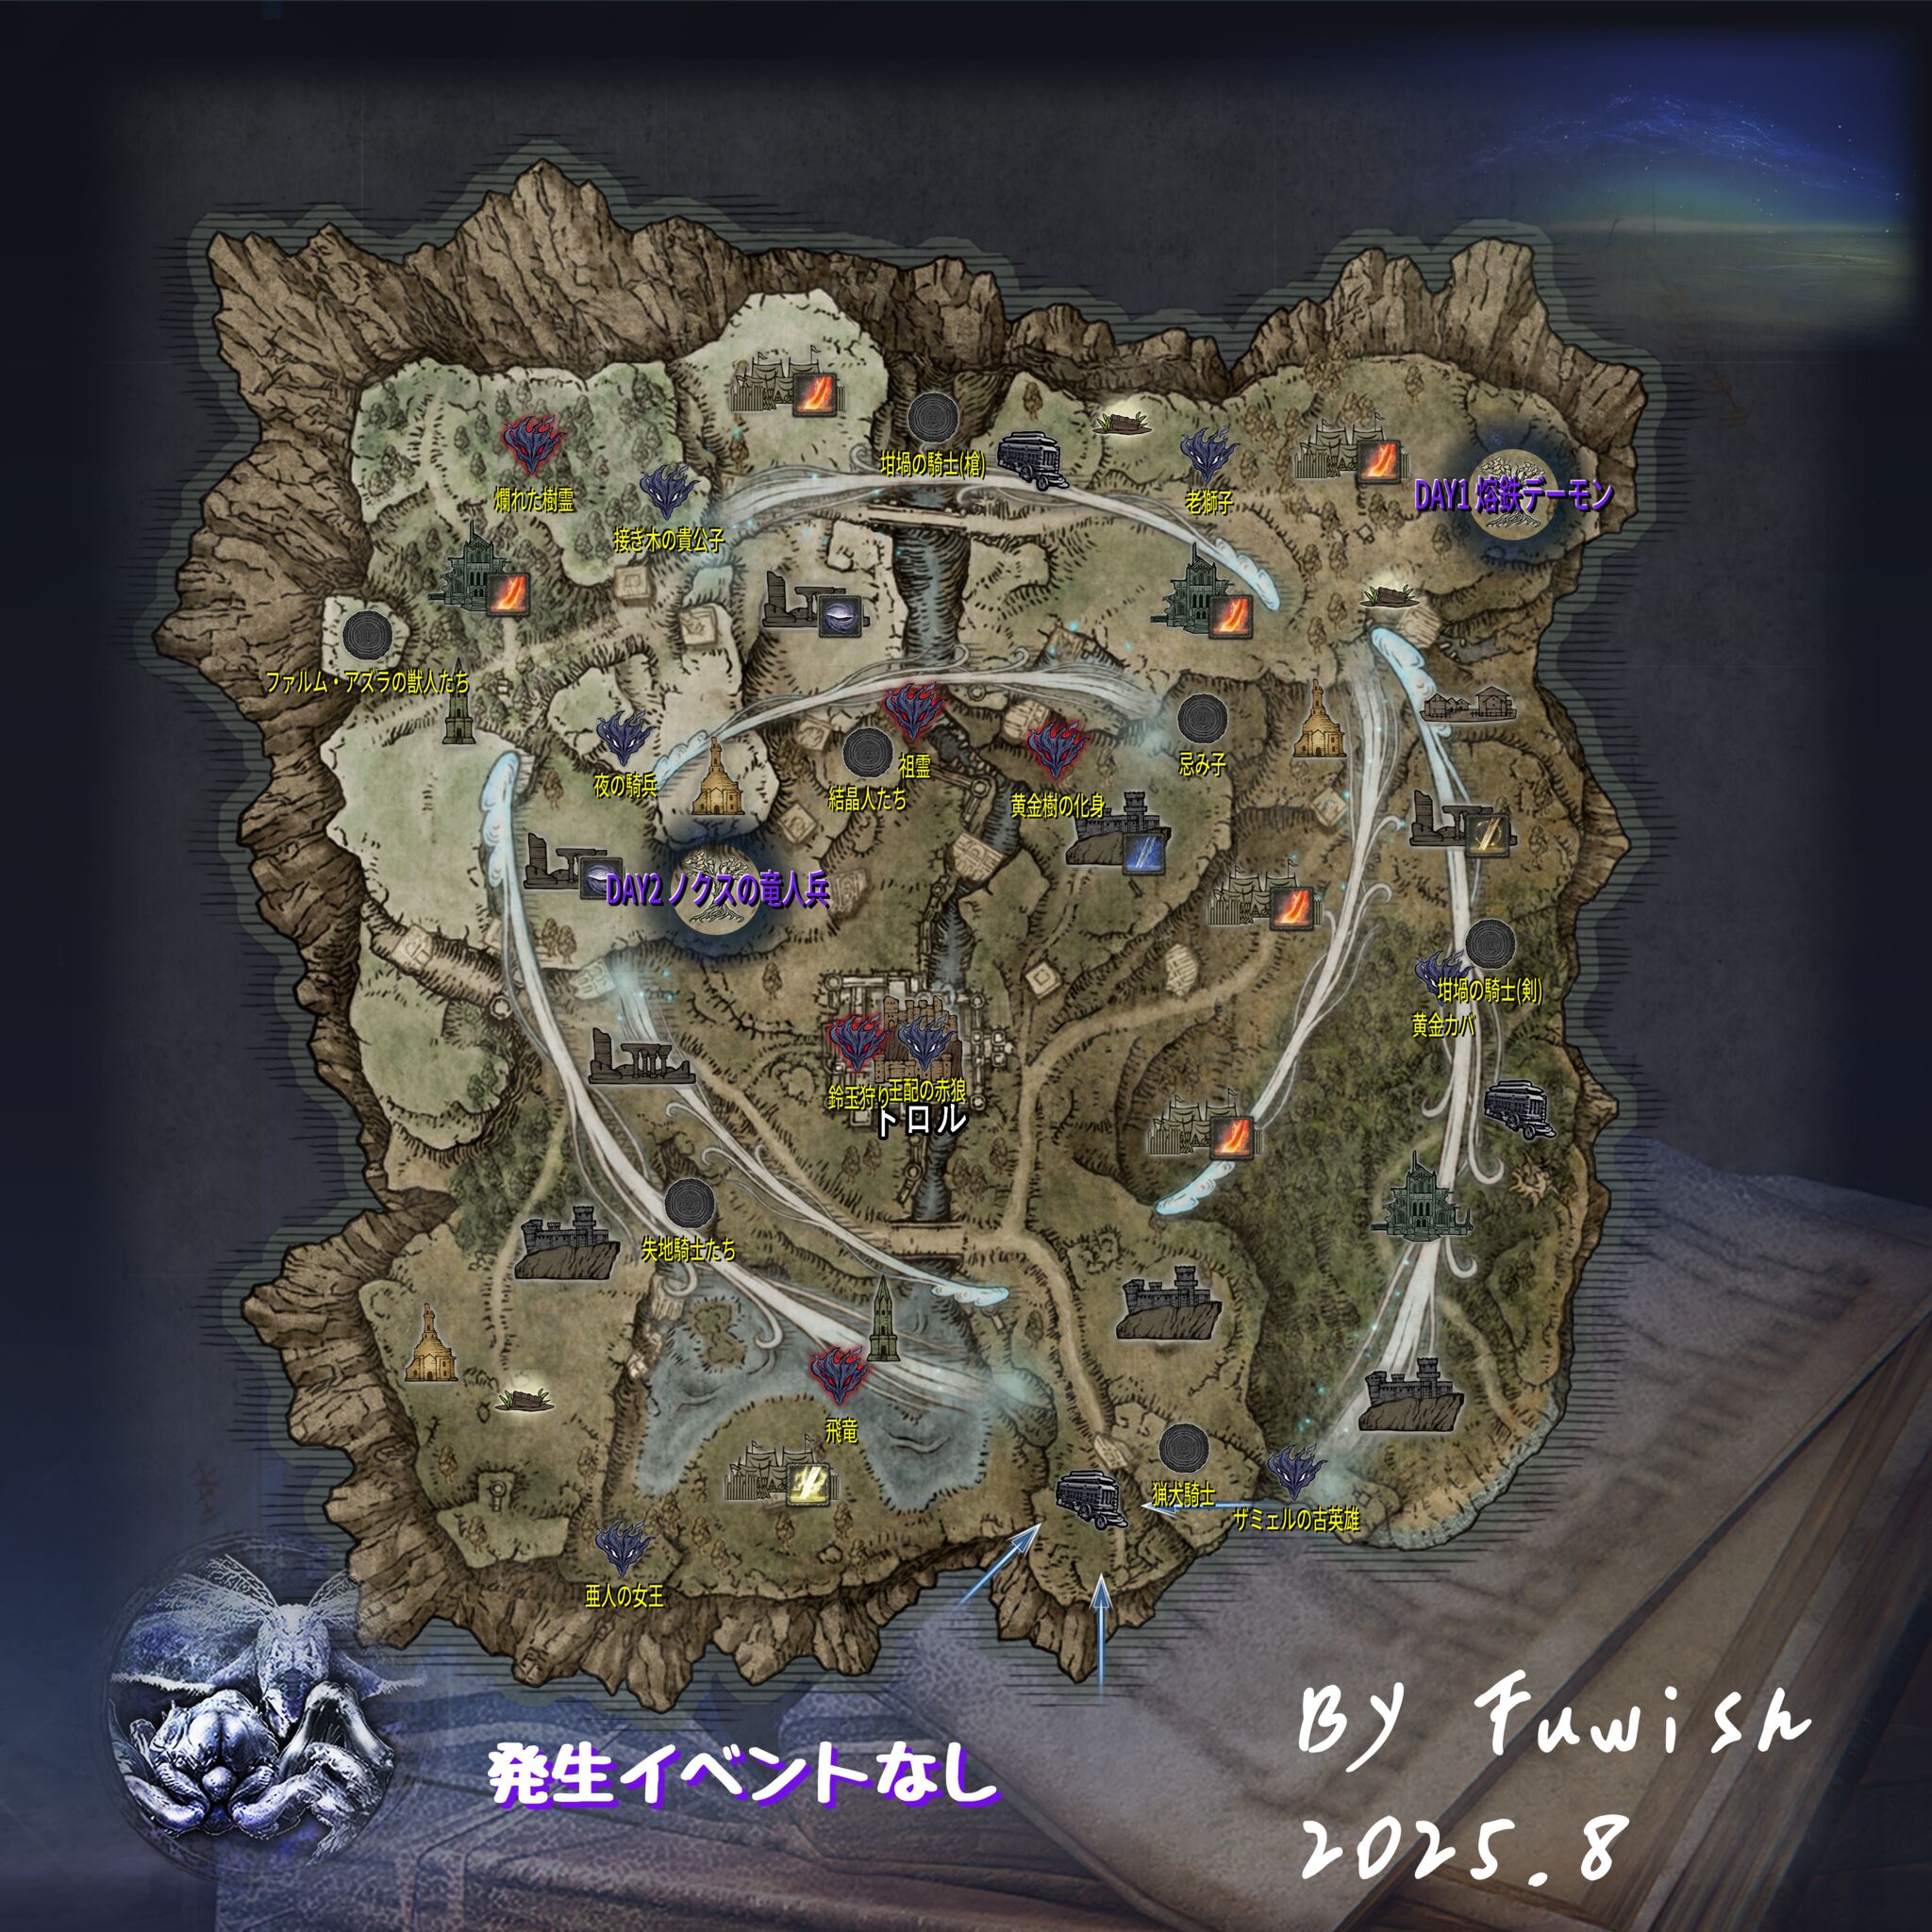 坩堝の騎士(槍)
爛れた樹霊
老獅子
DAY1 熔鉄デーモン
接ぎ木の貴公子
ファルム・アズラの獣人たち
夜の騎兵
祖霊
結晶人たち
黄金樹の化身
忌み子
DAY2 ノクスの竜人兵
坩堝の騎士(剣)
黄金カバ
鈴玉狩り
王配の赤狼
トロル
失地騎士たち
飛竜
猟犬騎士
ザミェルの古英雄
亜人の女王
発生イベントなし
By Fuwish
2025.8